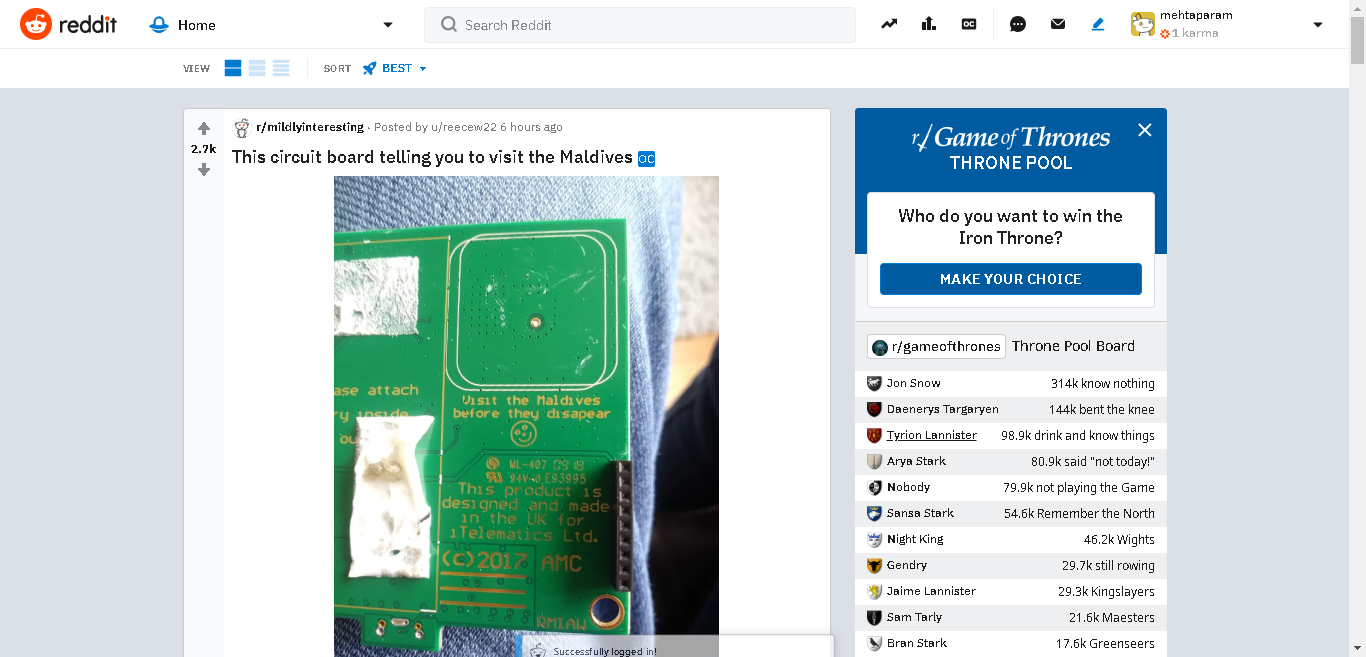 reddit
Home
Search Reddit
OC
mehtaparam
1 karma
VIEW
SORT
BEST
2.7k
r/mildlyinteresting · Posted by u/reecew22 6 hours ago
This circuit board telling you to visit the Maldives OC
ase attach
ry inside
ou
Visit the Maldives
before they disapear
ML-407 0918
94V-0 E93995
This product is
designed and made
in the UK for
iTelematics Ltd.
(c)2017 AMC
RMIAW
Successfully logged in!
r/Game of Thrones
THRONE POOL
Who do you want to win the
Iron Throne?
MAKE YOUR CHOICE
r/gameofthrones Throne Pool Board
Jon Snow 314k know nothing
Daenerys Targaryen 144k bent the knee
Tyrion Lannister 98.9k drink and know things
Arya Stark 80.9k said "not today!"
Nobody 79.9k not playing the Game
Sansa Stark 54.6k Remember the North
Night King 46.2k Wights
Gendry 29.7k still rowing
Jaime Lannister 29.3k Kingslayers
Sam Tarly 21.6k Maesters
Bran Stark 17.6k Greenseers